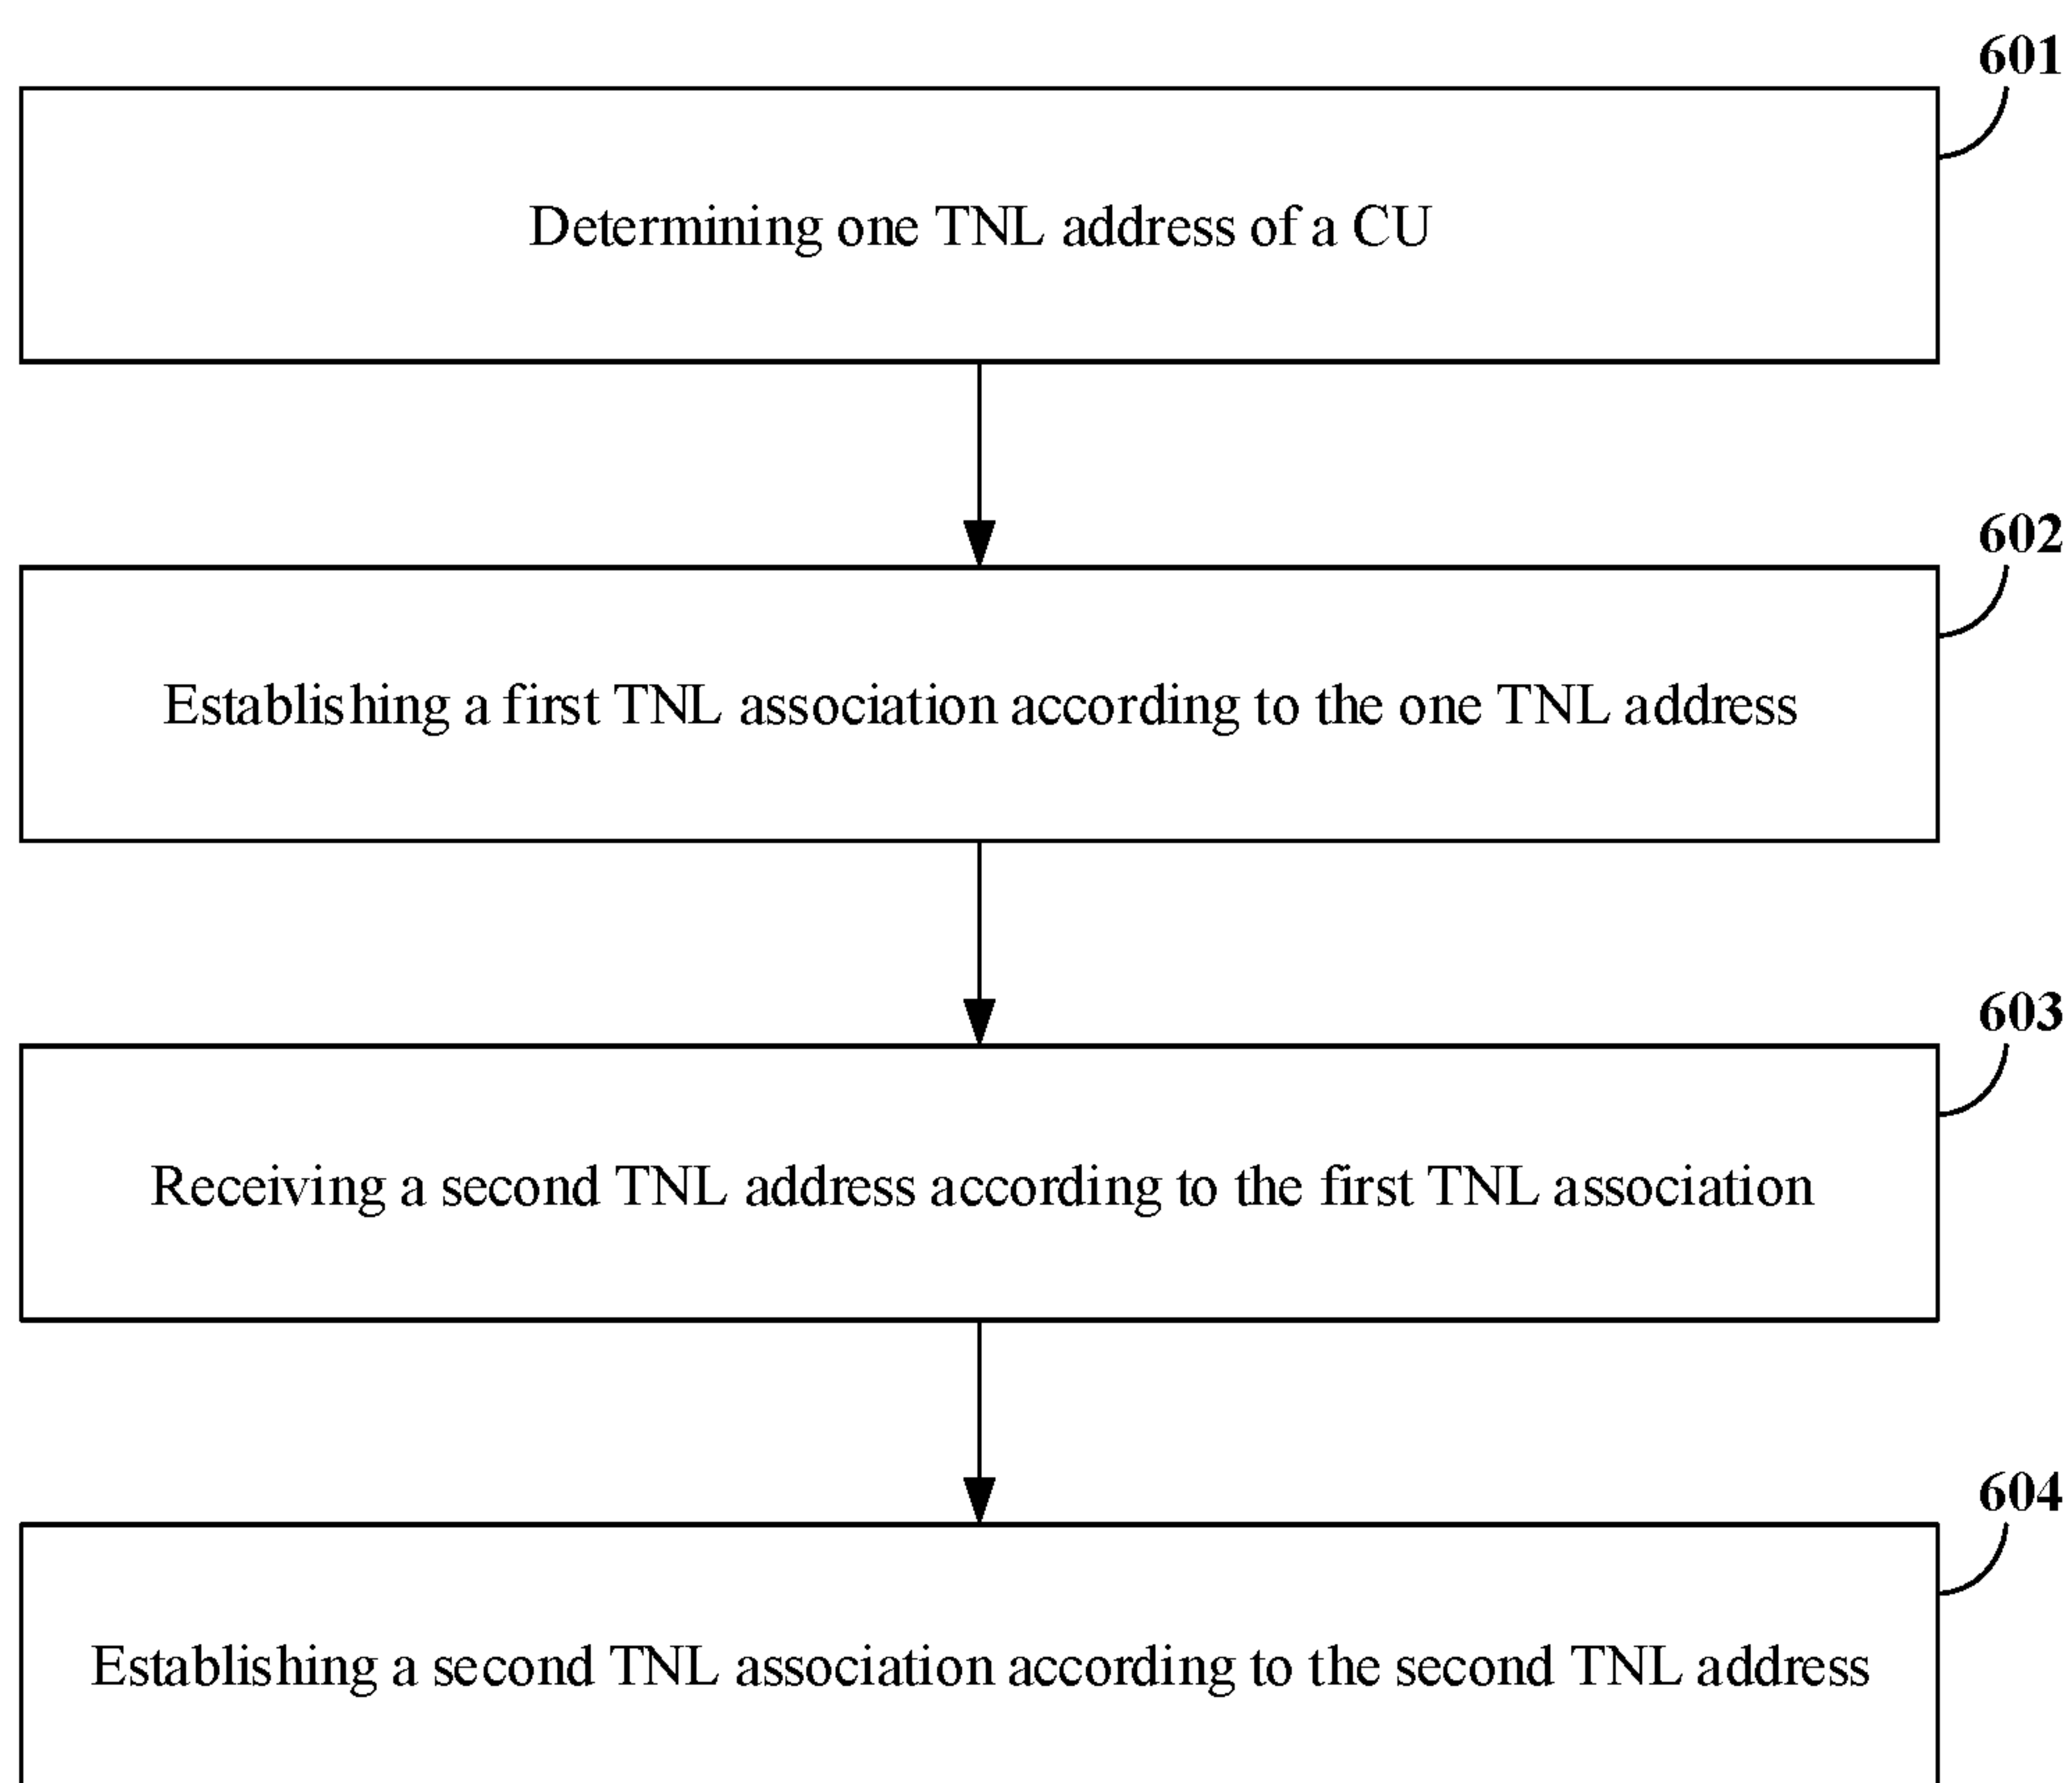 601
Determining one TNL address of a CU
602
Establishing a first TNL association according to the one TNL address
603
Receiving a second TNL address according to the first TNL association
604
Establishing a second TNL association according to the second TNL address